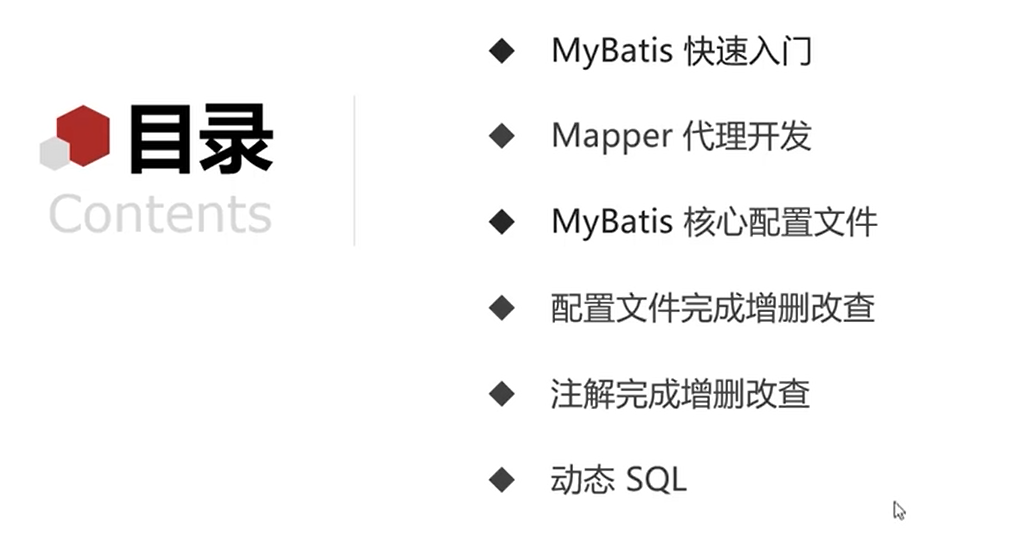 目录
Contents
MyBatis 快速入门
Mapper 代理开发
MyBatis 核心配置文件
配置文件完成增删改查
注解完成增删改查
动态 SQL